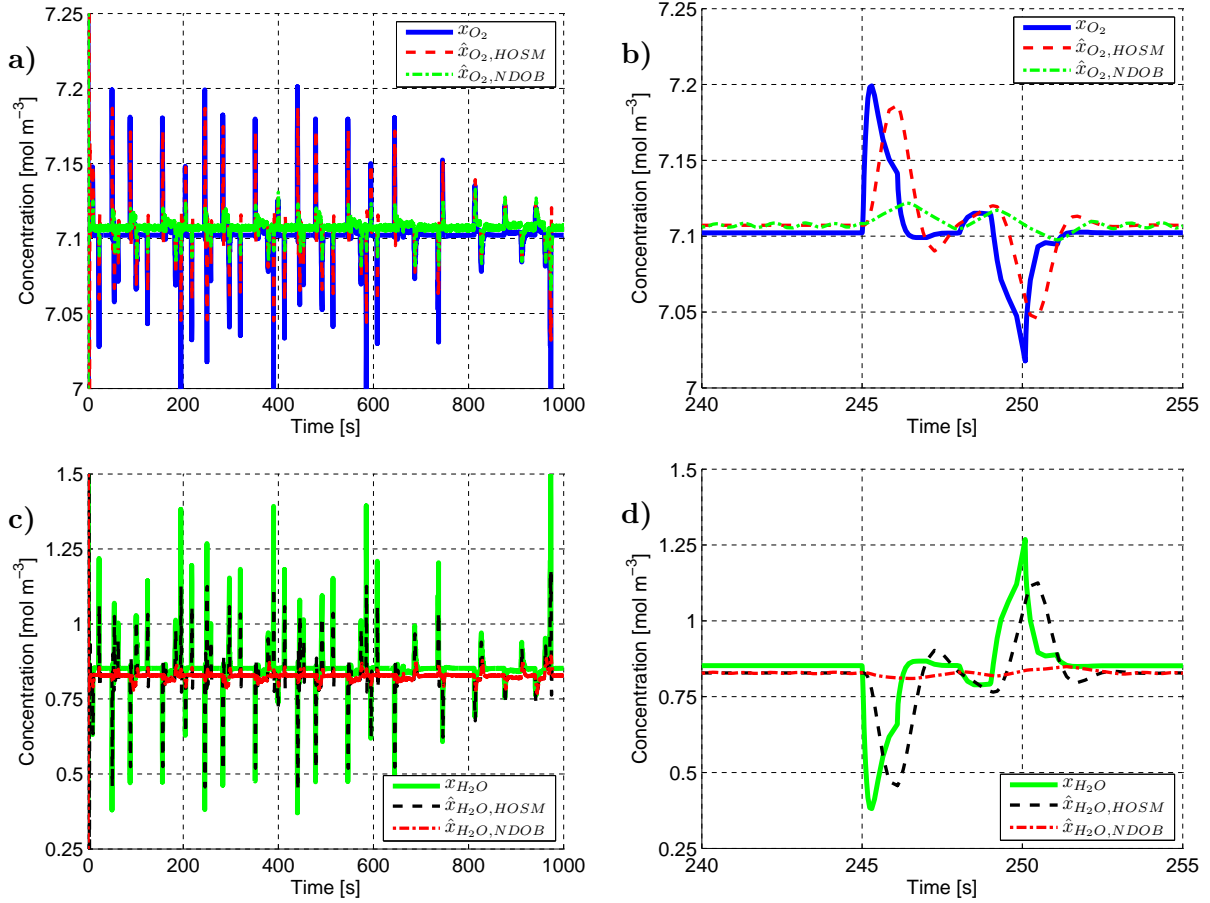 a)
Concentration [mol m⁻³]
7.25
7.2
7.15
7.1
7.05
7
0 200 400 600 800 1000
Time [s]
x_{O_2}
x̂_{O_2,HOSM}
x̂_{O_2,NDOB}
b)
Concentration [mol m⁻³]
7.25
7.2
7.15
7.1
7.05
7
240 245 250 255
Time [s]
x_{O_2}
x̂_{O_2,HOSM}
x̂_{O_2,NDOB}
c)
Concentration [mol m⁻³]
1.5
1.25
1
0.75
0.5
0.25
0 200 400 600 800 1000
Time [s]
x_{H_2O}
x̂_{H_2O,HOSM}
x̂_{H_2O,NDOB}
d)
Concentration [mol m⁻³]
1.5
1.25
1
0.75
0.5
0.25
240 245 250 255
Time [s]
x_{H_2O}
x̂_{H_2O,HOSM}
x̂_{H_2O,NDOB}